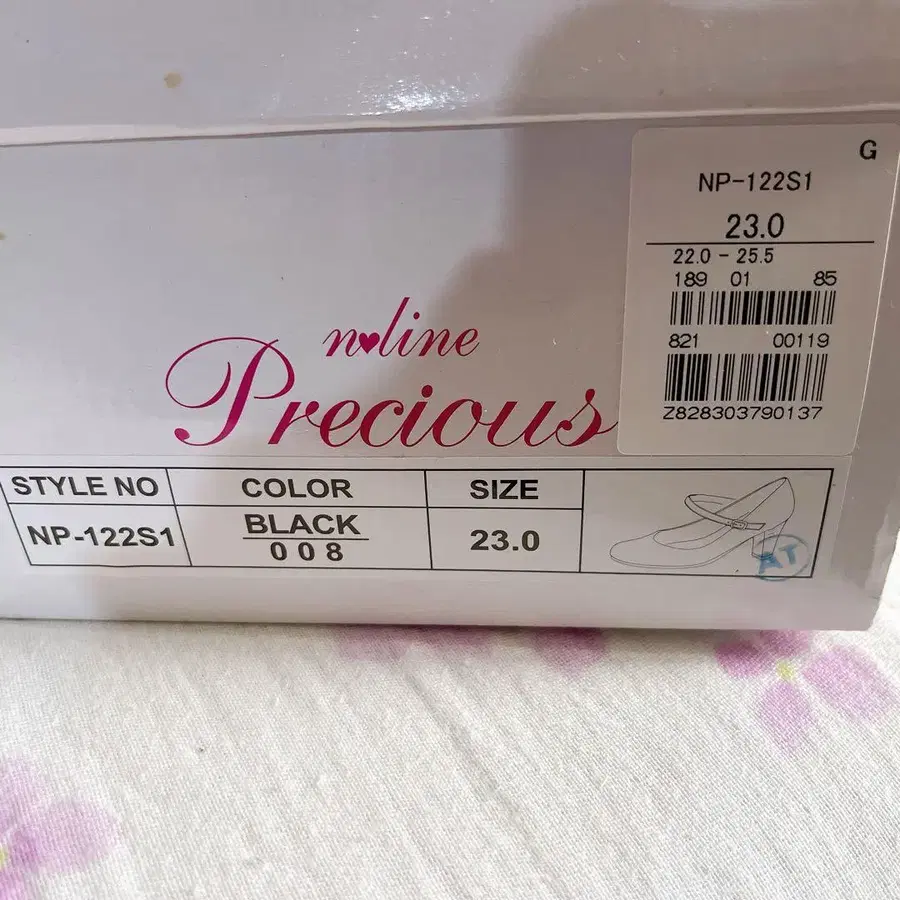 G
NP-122S1
23.0
22.0 - 25.5
189 01 85
821 00119
Z828303790137
n♥line
Precious
STYLE NO COLOR SIZE
NP-122S1 BLACK 008 23.0
AT